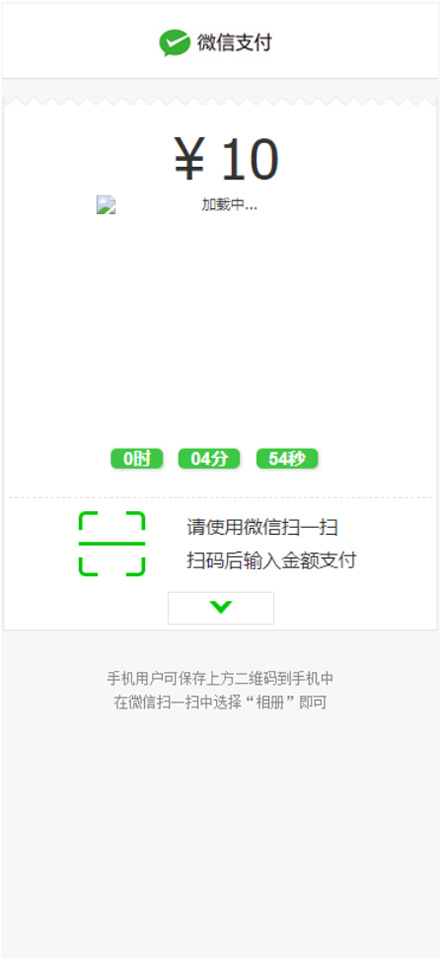 微信支付
￥10
加载中...
0时 04分 54秒
请使用微信扫一扫
扫码后输入金额支付
手机用户可保存上方二维码到手机中
在微信扫一扫中选择“相册”即可